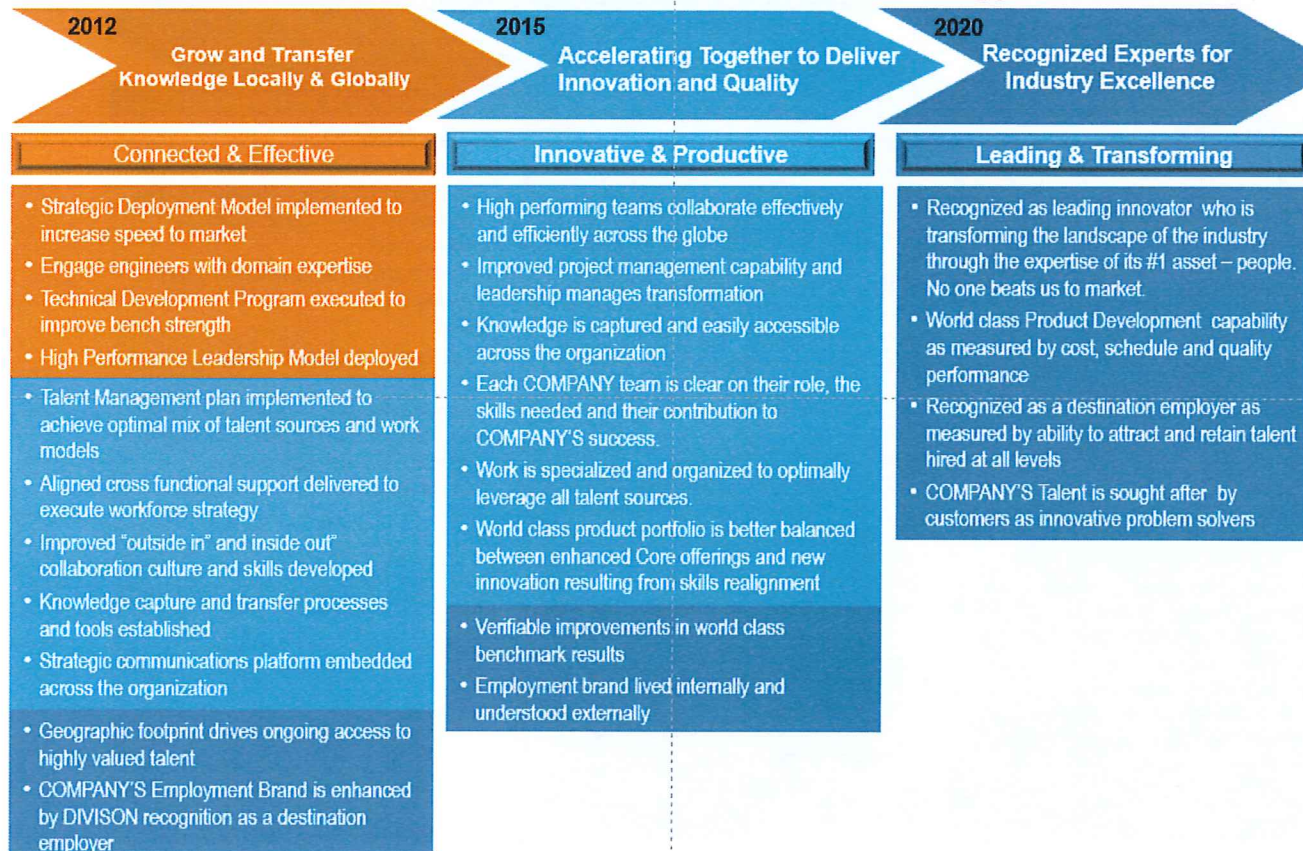 2012
Grow and Transfer
Knowledge Locally & Globally
2015
Accelerating Together to Deliver
Innovation and Quality
2020
Recognized Experts for
Industry Excellence
Connected & Effective
• Strategic Deployment Model implemented to
increase speed to market
• Engage engineers with domain expertise
• Technical Development Program executed to
improve bench strength
• High Performance Leadership Model deployed
• Talent Management plan implemented to
achieve optimal mix of talent sources and work
models
• Aligned cross functional support delivered to
execute workforce strategy
• Improved "outside in" and inside out"
collaboration culture and skills developed
• Knowledge capture and transfer processes
and tools established
• Strategic communications platform embedded
across the organization
• Geographic footprint drives ongoing access to
highly valued talent
• COMPANY'S Employment Brand is enhanced
by DIVISON recognition as a destination
employer
Innovative & Productive
• High performing teams collaborate effectively
and efficiently across the globe
• Improved project management capability and
leadership manages transformation
• Knowledge is captured and easily accessible
across the organization
• Each COMPANY team is clear on their role, the
skills needed and their contribution to
COMPANY'S success.
• Work is specialized and organized to optimally
leverage all talent sources.
• World class product portfolio is better balanced
between enhanced Core offerings and new
innovation resulting from skills realignment
• Verifiable improvements in world class
benchmark results
• Employment brand lived internally and
understood externally
Leading & Transforming
• Recognized as leading innovator who is
transforming the landscape of the industry
through the expertise of its #1 asset – people.
No one beats us to market.
• World class Product Development capability
as measured by cost, schedule and quality
performance
• Recognized as a destination employer as
measured by ability to attract and retain talent
hired at all levels
• COMPANY'S Talent is sought after by
customers as innovative problem solvers